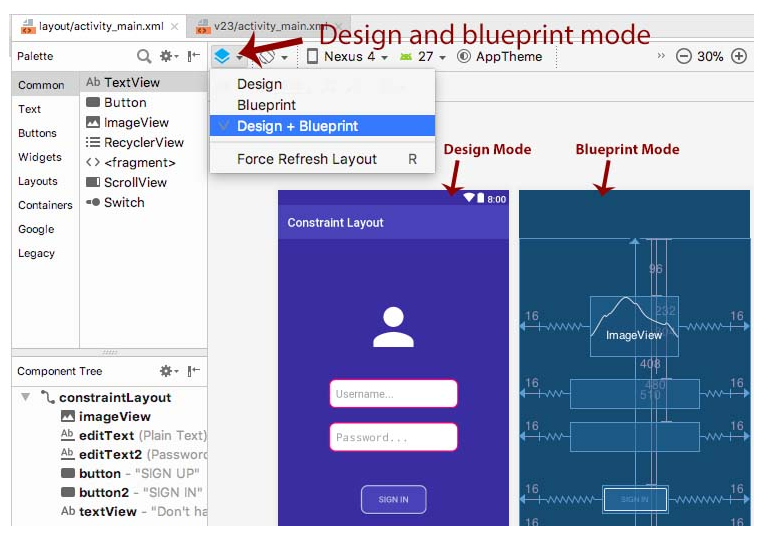 layout/activity_main.xml ×
v23/activity_main.xml ×
Design and blueprint mode
Palette
Nexus 4
27
AppTheme
»
30%
Common
Text
Buttons
Widgets
Layouts
Containers
Google
Legacy
Ab TextView
Button
ImageView
RecyclerView
<> <fragment>
ScrollView
Switch
Design
Blueprint
Design + Blueprint
Force Refresh Layout R
Design Mode
Blueprint Mode
8:00
Constraint Layout
Username...
Password...
SIGN IN
96
16
232
16
ImageView
408
16
480
16
510
16
16
16
SIGN IN
16
16
16
Component Tree
constraintLayout
imageView
Ab editText (Plain Text)
Ab editText2 (Password
button - "SIGN UP"
button2 - "SIGN IN"
Ab textView - "Don't ha